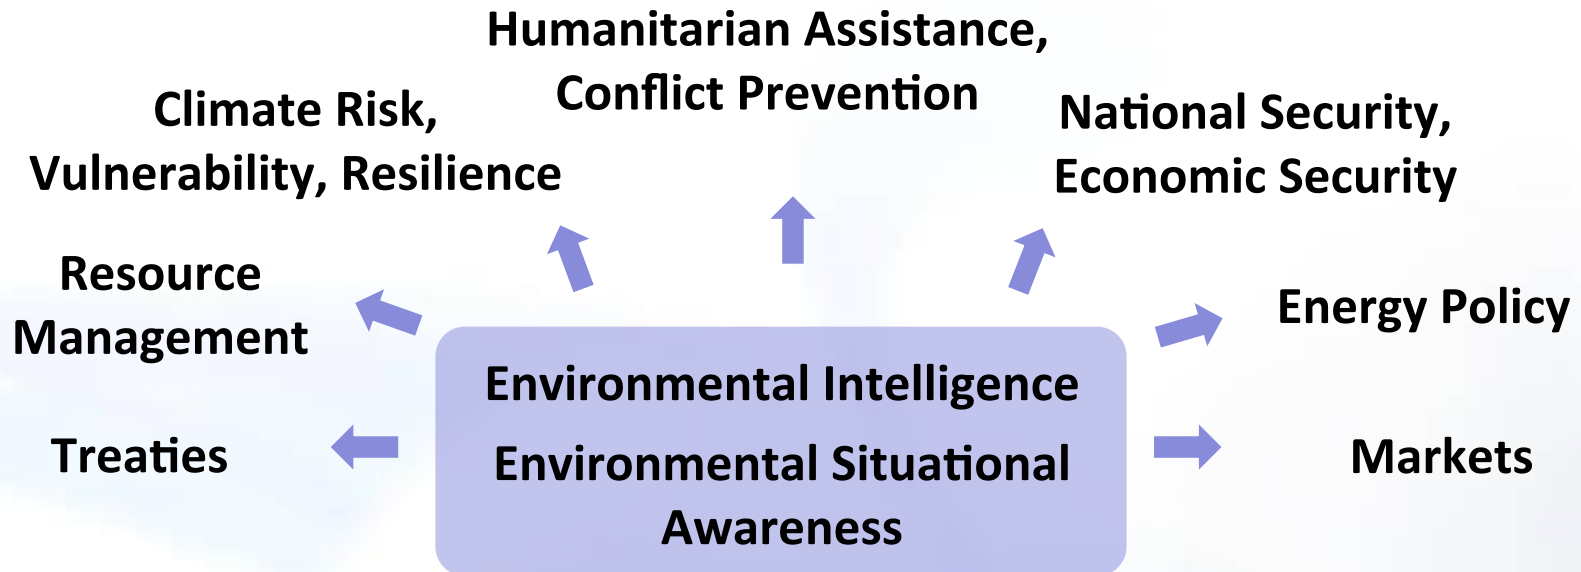 Humanitarian Assistance,
Conflict Prevention
Climate Risk,
Vulnerability, Resilience
National Security,
Economic Security
Resource
Management
Energy Policy
Environmental Intelligence
Environmental Situational
Awareness
Treaties
Markets